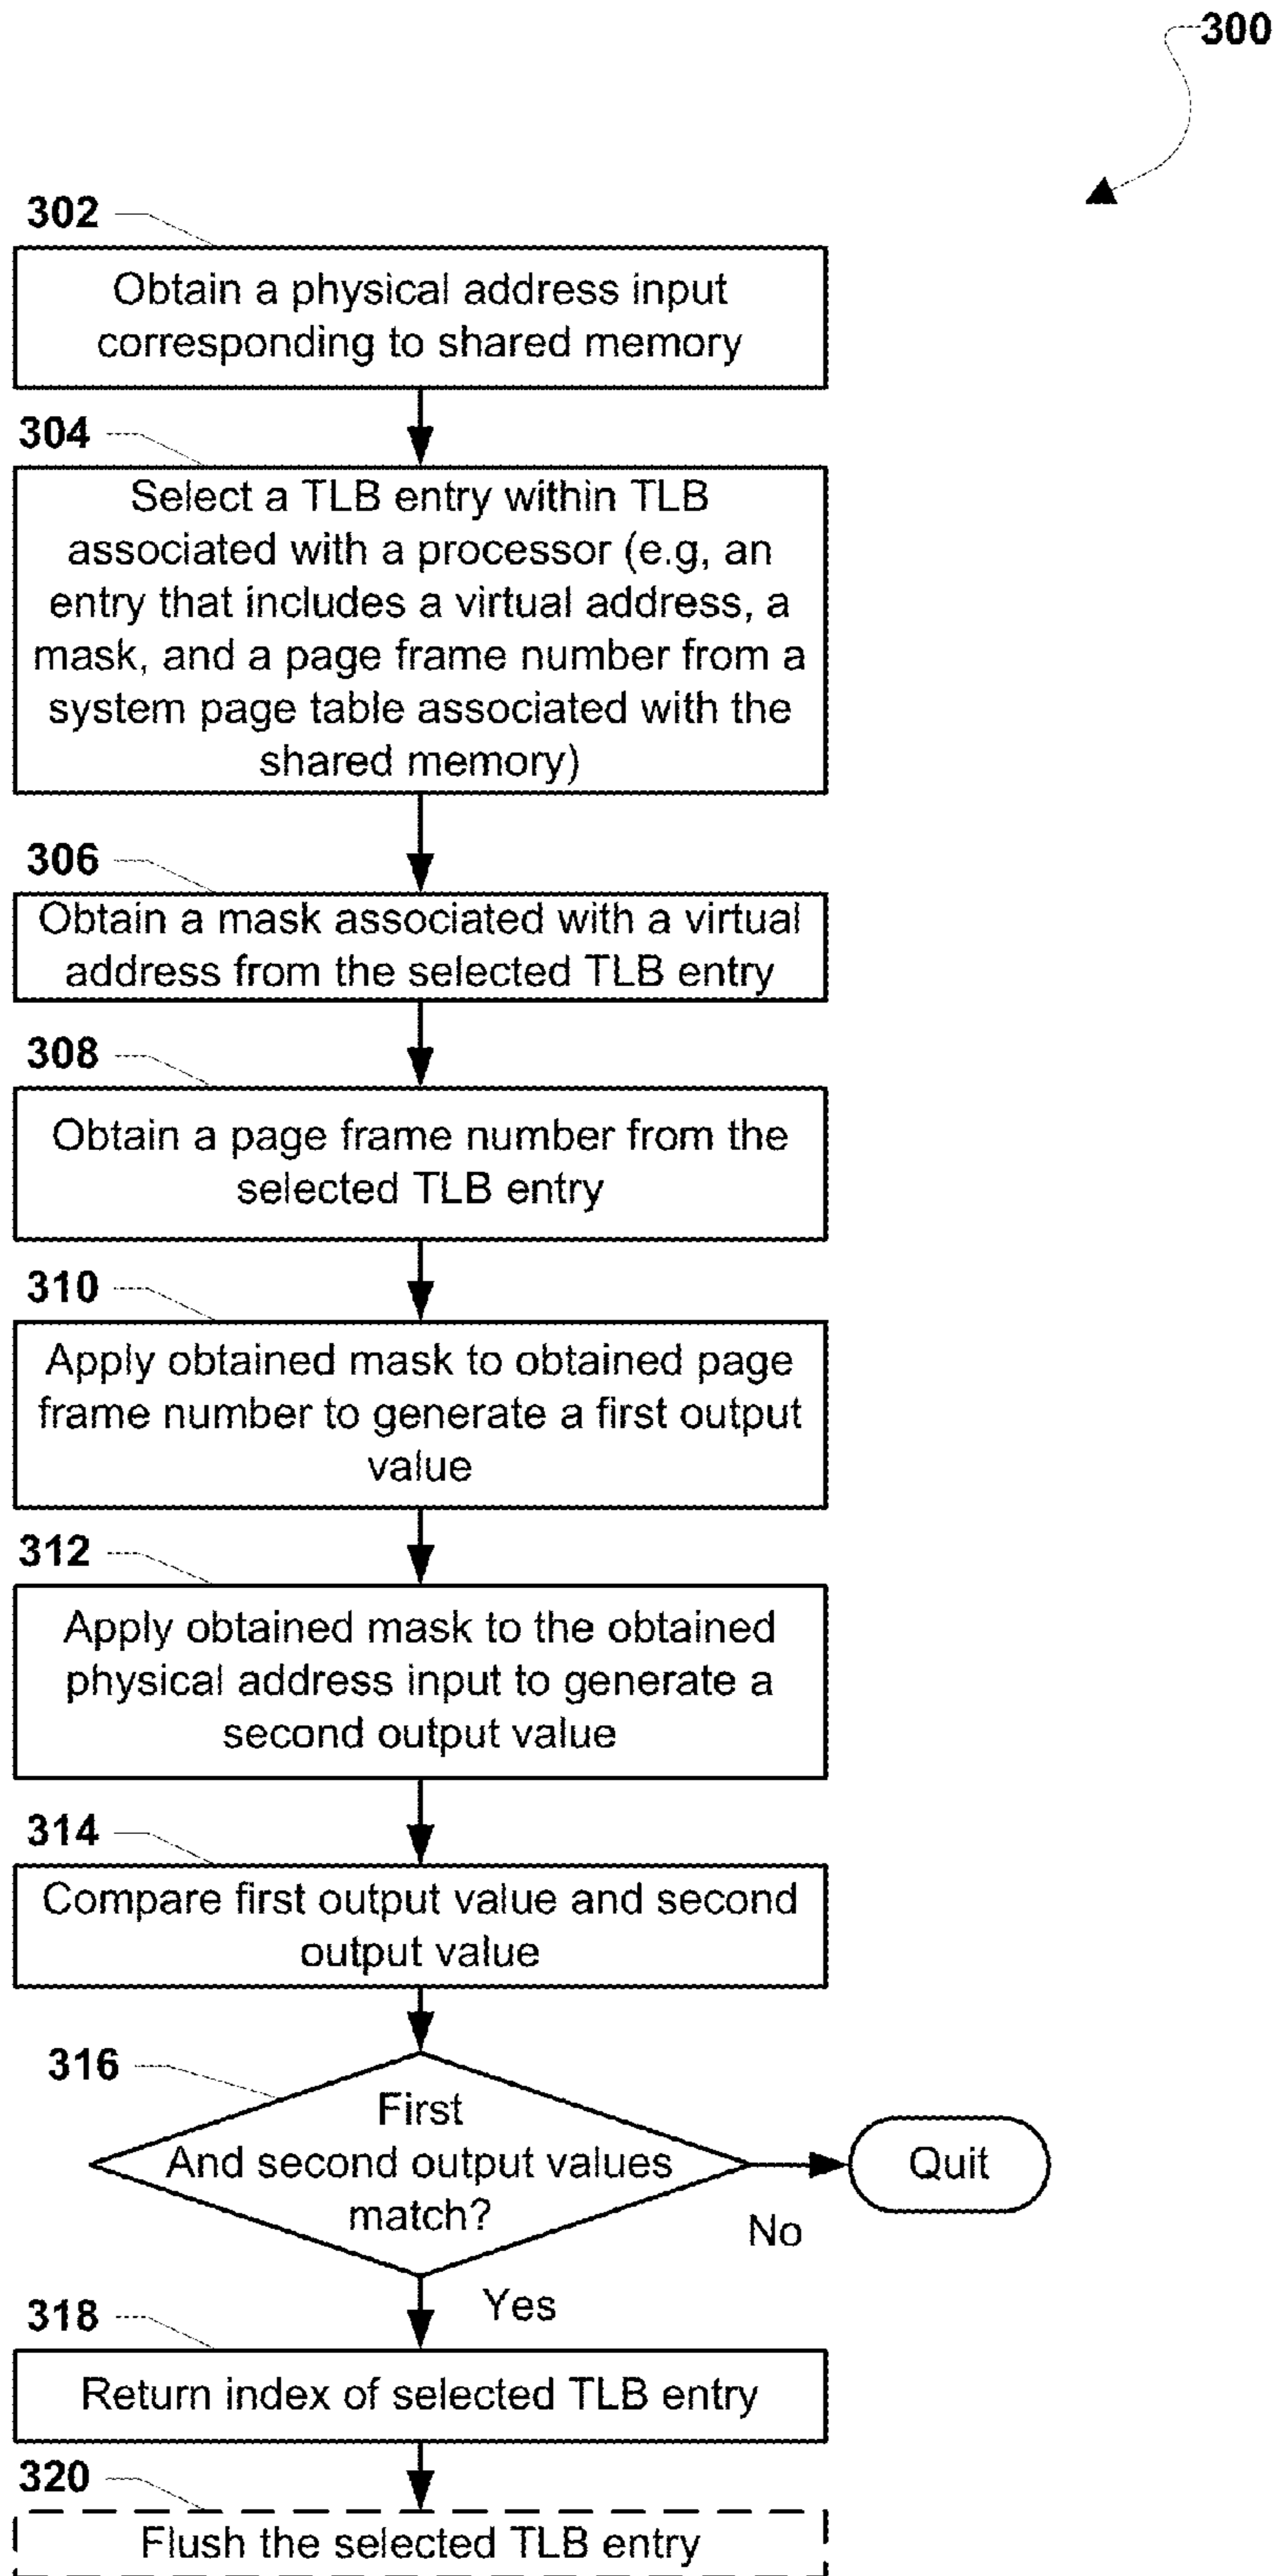 300
302
Obtain a physical address input
corresponding to shared memory
304
Select a TLB entry within TLB
associated with a processor (e.g, an
entry that includes a virtual address, a
mask, and a page frame number from a
system page table associated with the
shared memory)
306
Obtain a mask associated with a virtual
address from the selected TLB entry
308
Obtain a page frame number from the
selected TLB entry
310
Apply obtained mask to obtained page
frame number to generate a first output
value
312
Apply obtained mask to the obtained
physical address input to generate a
second output value
314
Compare first output value and second
output value
316
First
And second output values
match?
Quit
No
Yes
318
Return index of selected TLB entry
320
Flush the selected TLB entry